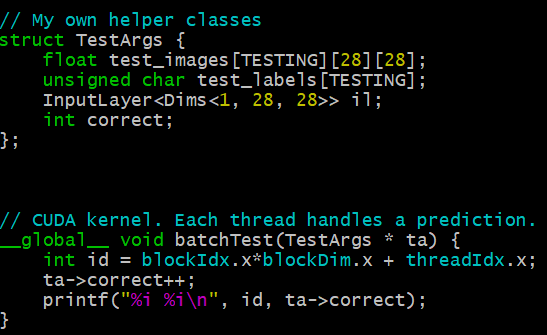 // My own helper classes
struct TestArgs {
    float test_images[TESTING][28][28];
    unsigned char test_labels[TESTING];
    InputLayer<Dims<1, 28, 28>> il;
    int correct;
};
// CUDA kernel. Each thread handles a prediction.
__global__ void batchTest(TestArgs * ta) {
    int id = blockIdx.x*blockDim.x + threadIdx.x;
    ta->correct++;
    printf("%i %i\n", id, ta->correct);
}